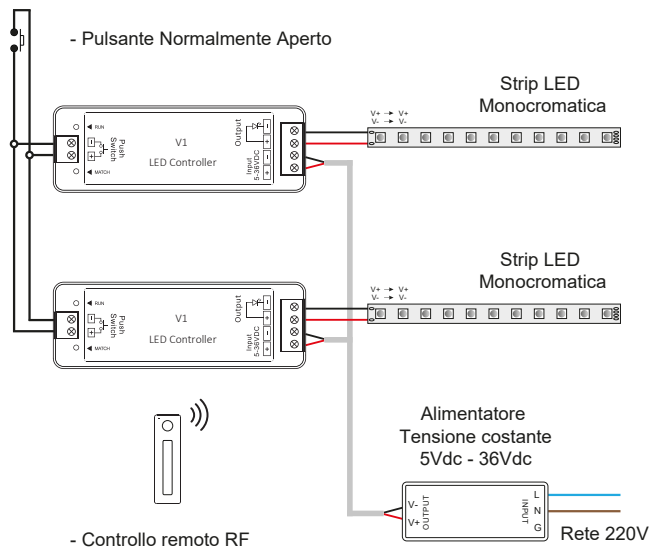 - Pulsante Normalmente Aperto
Strip LED
Monocromatica
V+ → V+
V- → V-
RUN
MATCH
Push
Switch
- 
+
V1
LED Controller
Output
Input
5-36VDC
-
+
-
+
Strip LED
Monocromatica
V+ → V+
V- → V-
RUN
MATCH
Push
Switch
-
+
V1
LED Controller
Output
Input
5-36VDC
-
+
-
+
Alimentatore
Tensione costante
5Vdc - 36Vdc
V-
V+
OUTPUT
INPUT
L
N
G
Rete 220V
- Controllo remoto RF